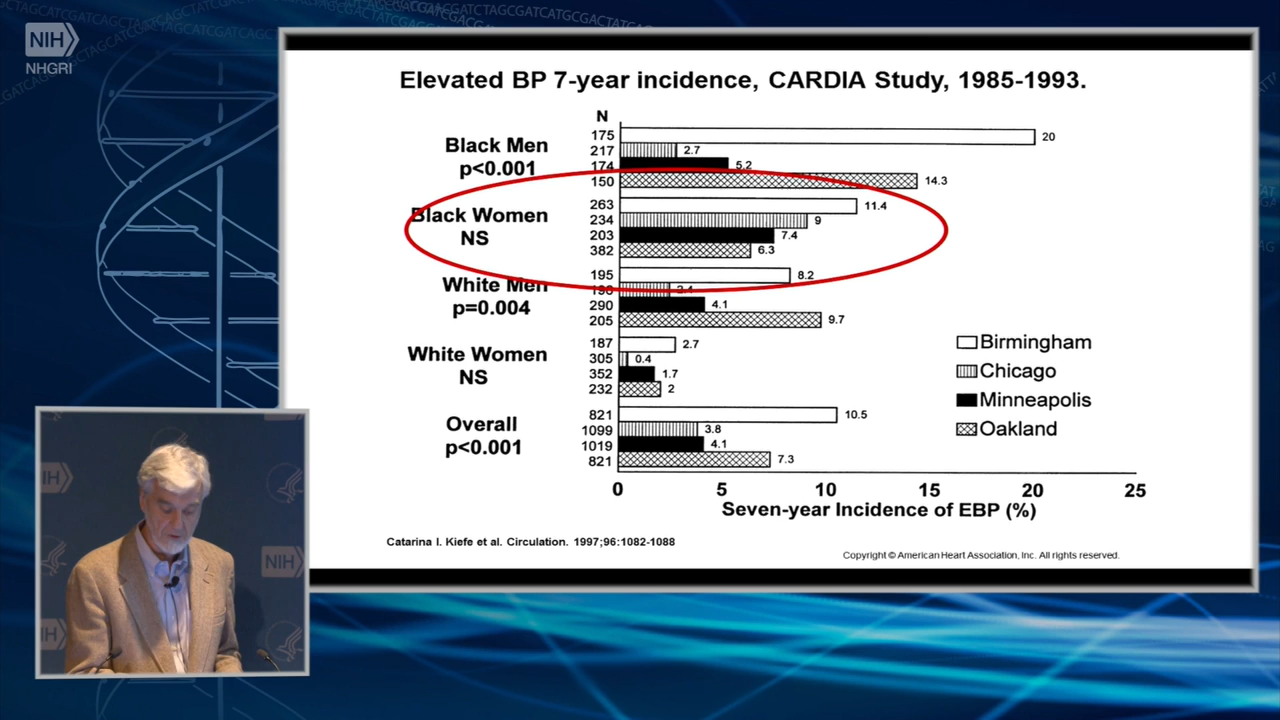 CTAGCGATCAGCTAGCGATCATGCGACTATC
NIH
NHGRI
Elevated BP 7-year incidence, CARDIA Study, 1985-1993.
N
Black Men
p<0.001
175 20
217 2.7
174 5.2
150 14.3
Black Women
NS
263 11.4
234 9
203 7.4
382 6.3
White Men
p=0.004
195 8.2
2.4
290 4.1
205 9.7
White Women
NS
187 2.7
305 0.4
352 1.7
232 2
Overall
p<0.001
821 10.5
1099 3.8
1019 4.1
821 7.3
Birmingham
Chicago
Minneapolis
Oakland
0 5 10 15 20 25
Seven-year Incidence of EBP (%)
Catarina I. Kiefe et al. Circulation. 1997;96:1082-1088
Copyright © American Heart Association, Inc. All rights reserved.
IH
NIH
IH